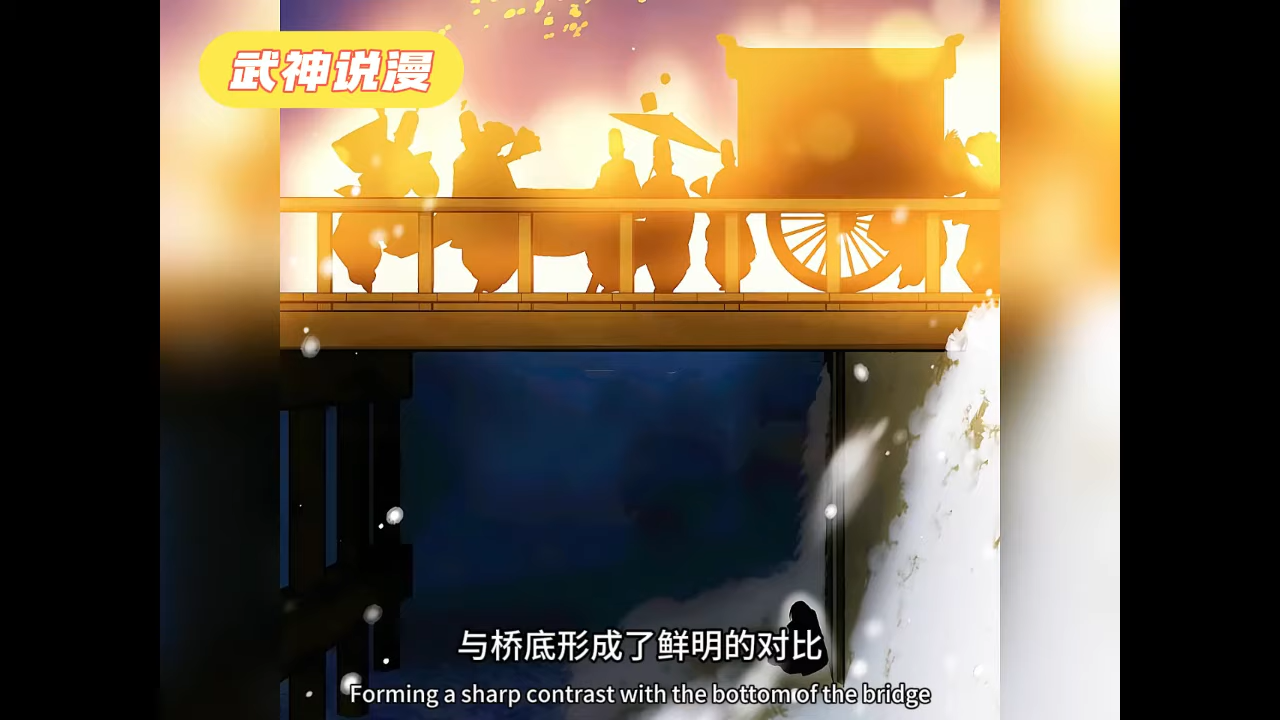 武神说漫
与桥底形成了鲜明的对比
Forming a sharp contrast with the bottom of the bridge